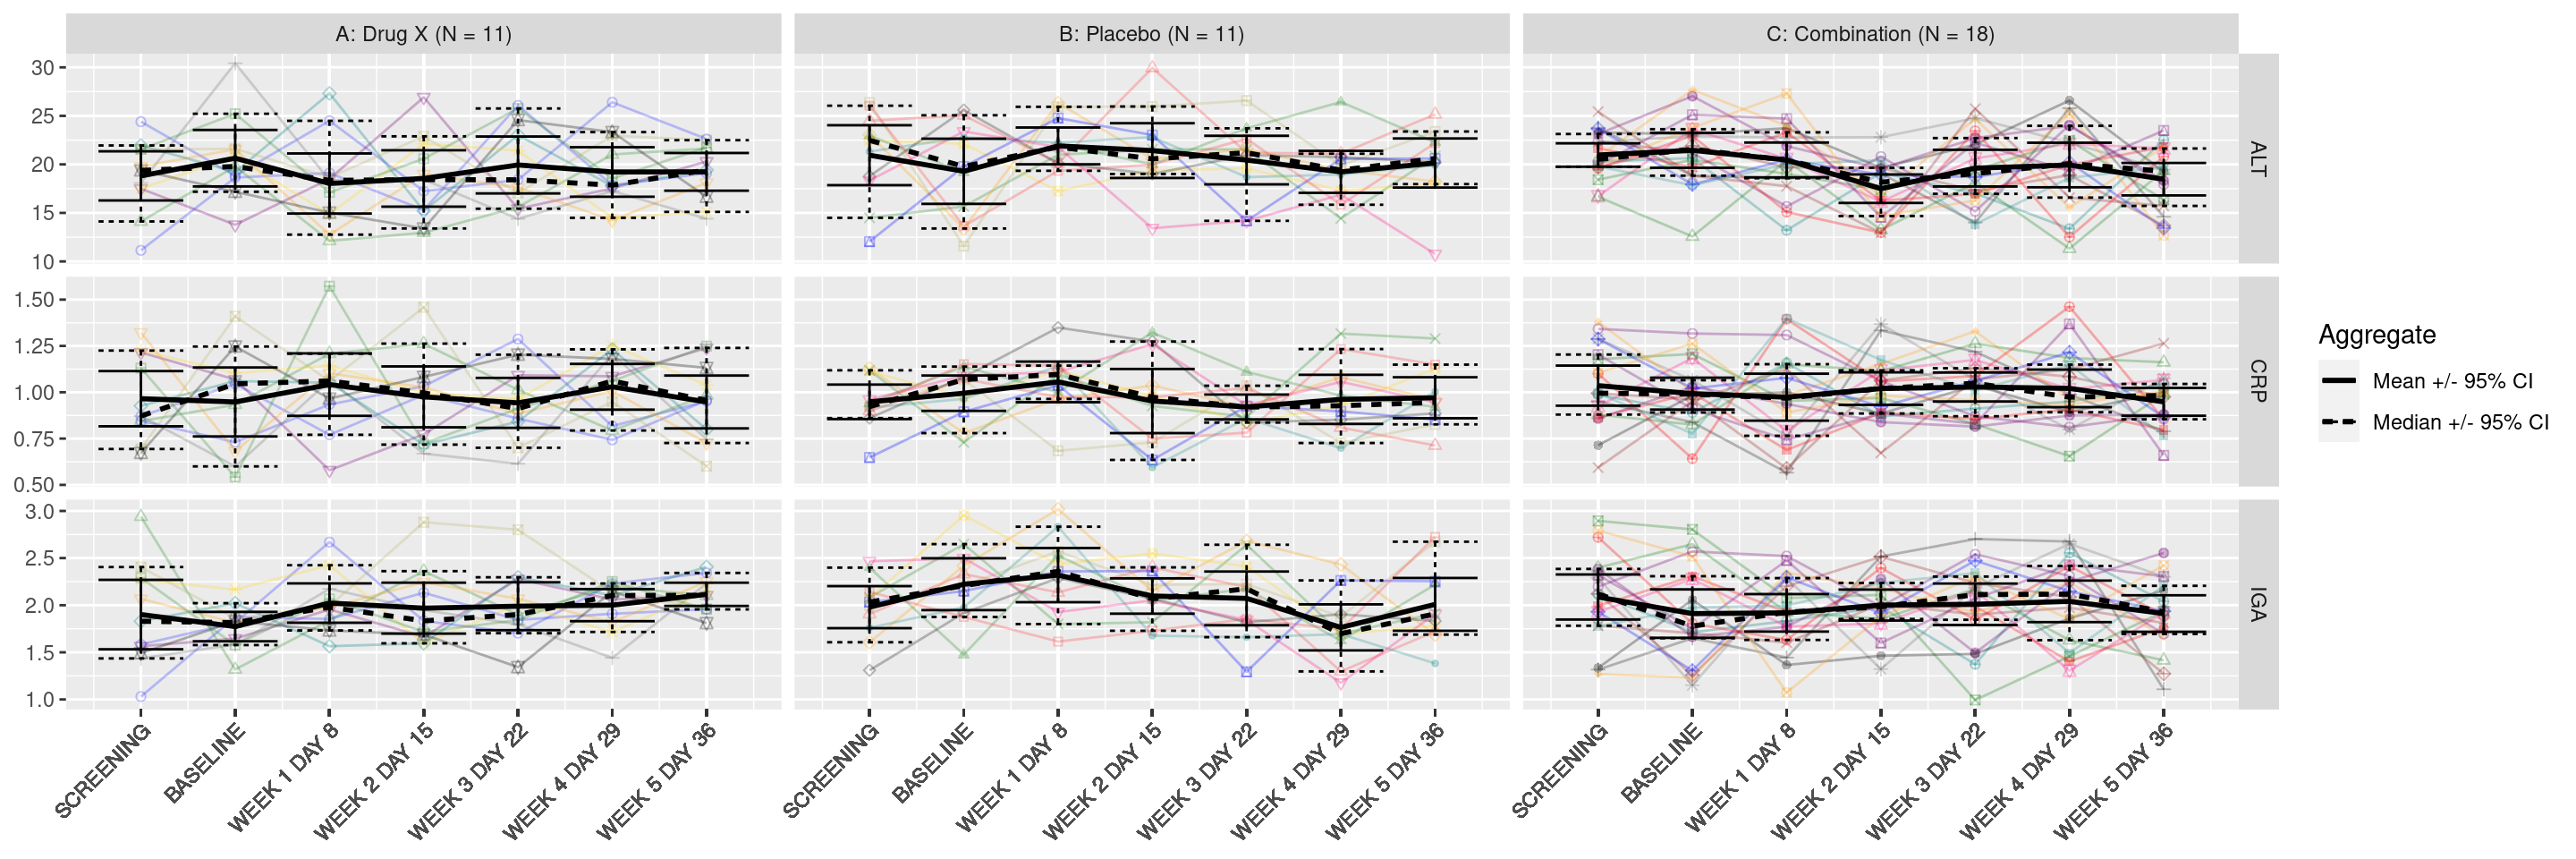 A: Drug X (N = 11)
B: Placebo (N = 11)
C: Combination (N = 18)
30
25
20
15
10
ALT
1.50
1.25
1.00
0.75
0.50
CRP
3.0
2.5
2.0
1.5
1.0
IGA
SCREENING
BASELINE
WEEK 1 DAY 8
WEEK 2 DAY 15
WEEK 3 DAY 22
WEEK 4 DAY 29
WEEK 5 DAY 36
SCREENING
BASELINE
WEEK 1 DAY 8
WEEK 2 DAY 15
WEEK 3 DAY 22
WEEK 4 DAY 29
WEEK 5 DAY 36
SCREENING
BASELINE
WEEK 1 DAY 8
WEEK 2 DAY 15
WEEK 3 DAY 22
WEEK 4 DAY 29
WEEK 5 DAY 36
Aggregate
Mean +/- 95% CI
Median +/- 95% CI